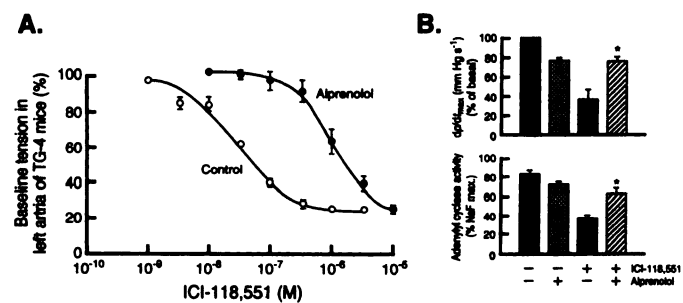 A.
Baseline tension in
left artria of TG-4 mice (%)
100
80
60
40
20
0
Alprenolol
Control
10-10
10-9
10-8
10-7
10-6
10-5
ICI-118,551 (M)
B.
dp/dtmax (mm Hg s-1)
(% of basal)
100
80
60
40
20
0
*
Adenylyl cyclase activity
(% NaF max.)
100
80
60
40
20
0
*
– – + + ICI-118,551
– + – + Alprenolol